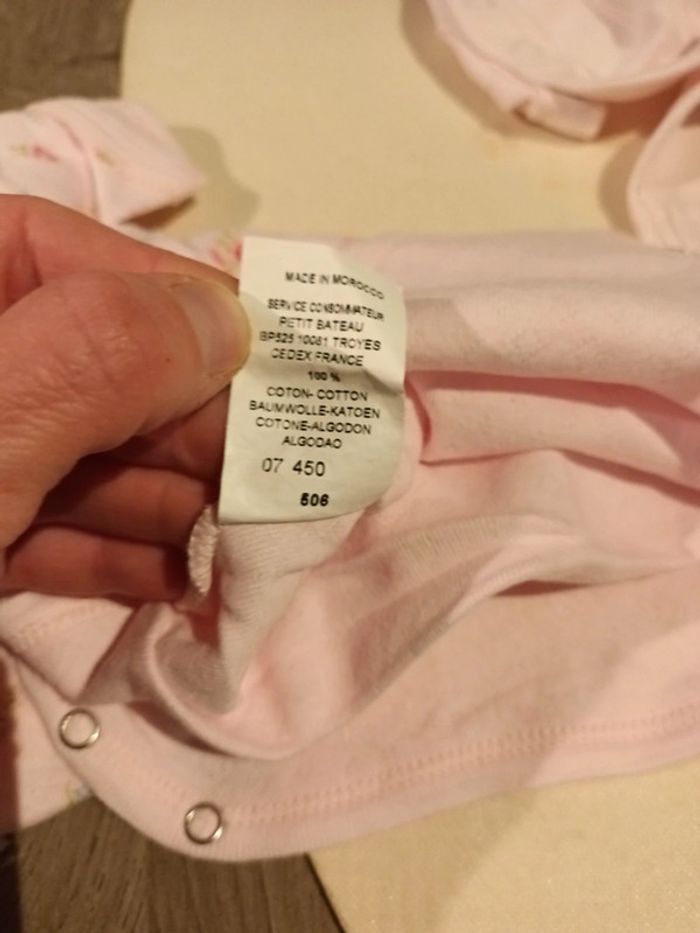 MADE IN MOROCCO
SERVICE CONSOMMATEUR
PETIT BATEAU
BP525 10081 TROYES
CEDEX FRANCE
100 %
COTON- COTTON
BAUMWOLLE-KATOEN
COTONE-ALGODON
ALGODAO
07 450
506